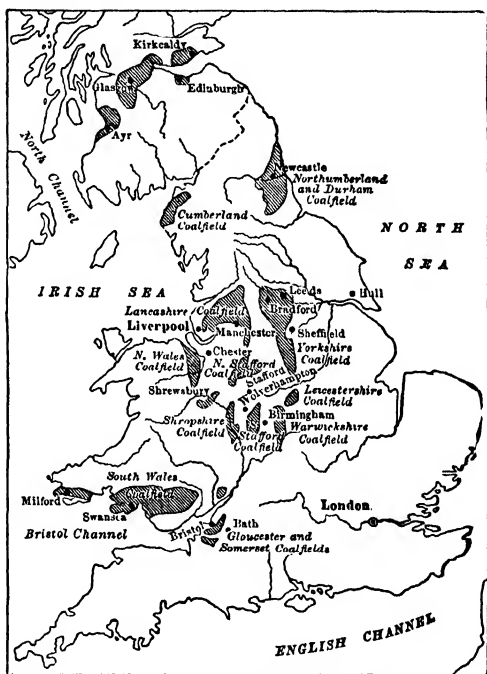 Kirkcaldy
Glasgow
Edinburgh
Ayr
North Channel
Newcastle
Northumberland
and Durham
Coalfield
Cumberland
Coalfield
NORTH
SEA
IRISH SEA
Leeds
Hull
Bradford
Lancashire
Coalfield
Liverpool
Manchester
Sheffield
Yorkshire
Coalfield
Chester
N. Wales
Coalfield
N. Stafford
Coalfield
Stafford
Wolverhampton
Shrewsbury
Leicestershire
Coalfield
Shropshire
Coalfield
Birmingham
Stafford
Coalfield
Warwickshire
Coalfield
South Wales
Coalfield
Milford
Swansea
London
Bristol Channel
Bristol
Bath
Gloucester and
Somerset Coalfields
ENGLISH CHANNEL